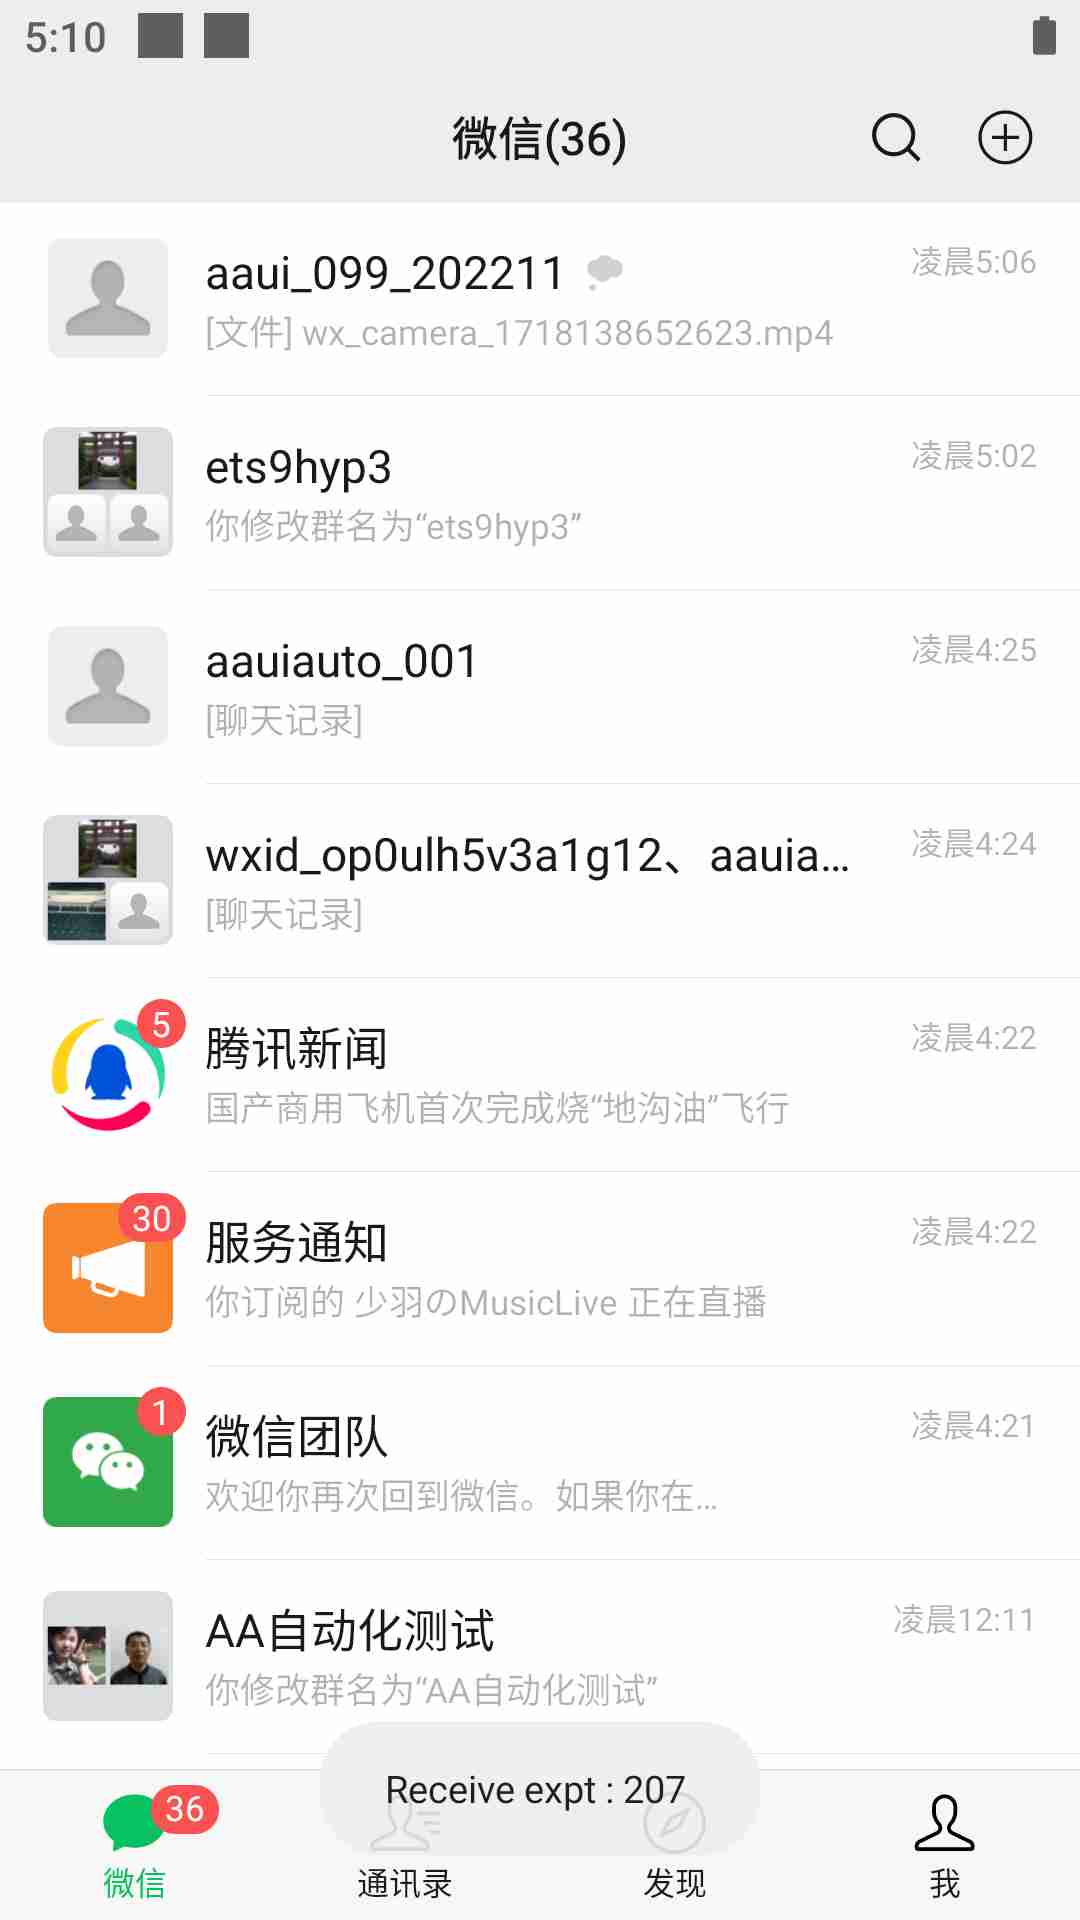 5:10
微信(36)
aaui_099_202211
凌晨5:06
[文件] wx_camera_1718138652623.mp4
ets9hyp3
凌晨5:02
你修改群名为“ets9hyp3”
aauiauto_001
凌晨4:25
[聊天记录]
wxid_op0ulh5v3a1g12、aauia...
凌晨4:24
[聊天记录]
5
腾讯新闻
凌晨4:22
国产商用飞机首次完成烧“地沟油”飞行
30
服务通知
凌晨4:22
你订阅的 少羽のMusicLive 正在直播
1
微信团队
凌晨4:21
欢迎你再次回到微信。如果你在...
AA自动化测试
凌晨12:11
你修改群名为“AA自动化测试”
Receive expt : 207
36
微信
通讯录
发现
我